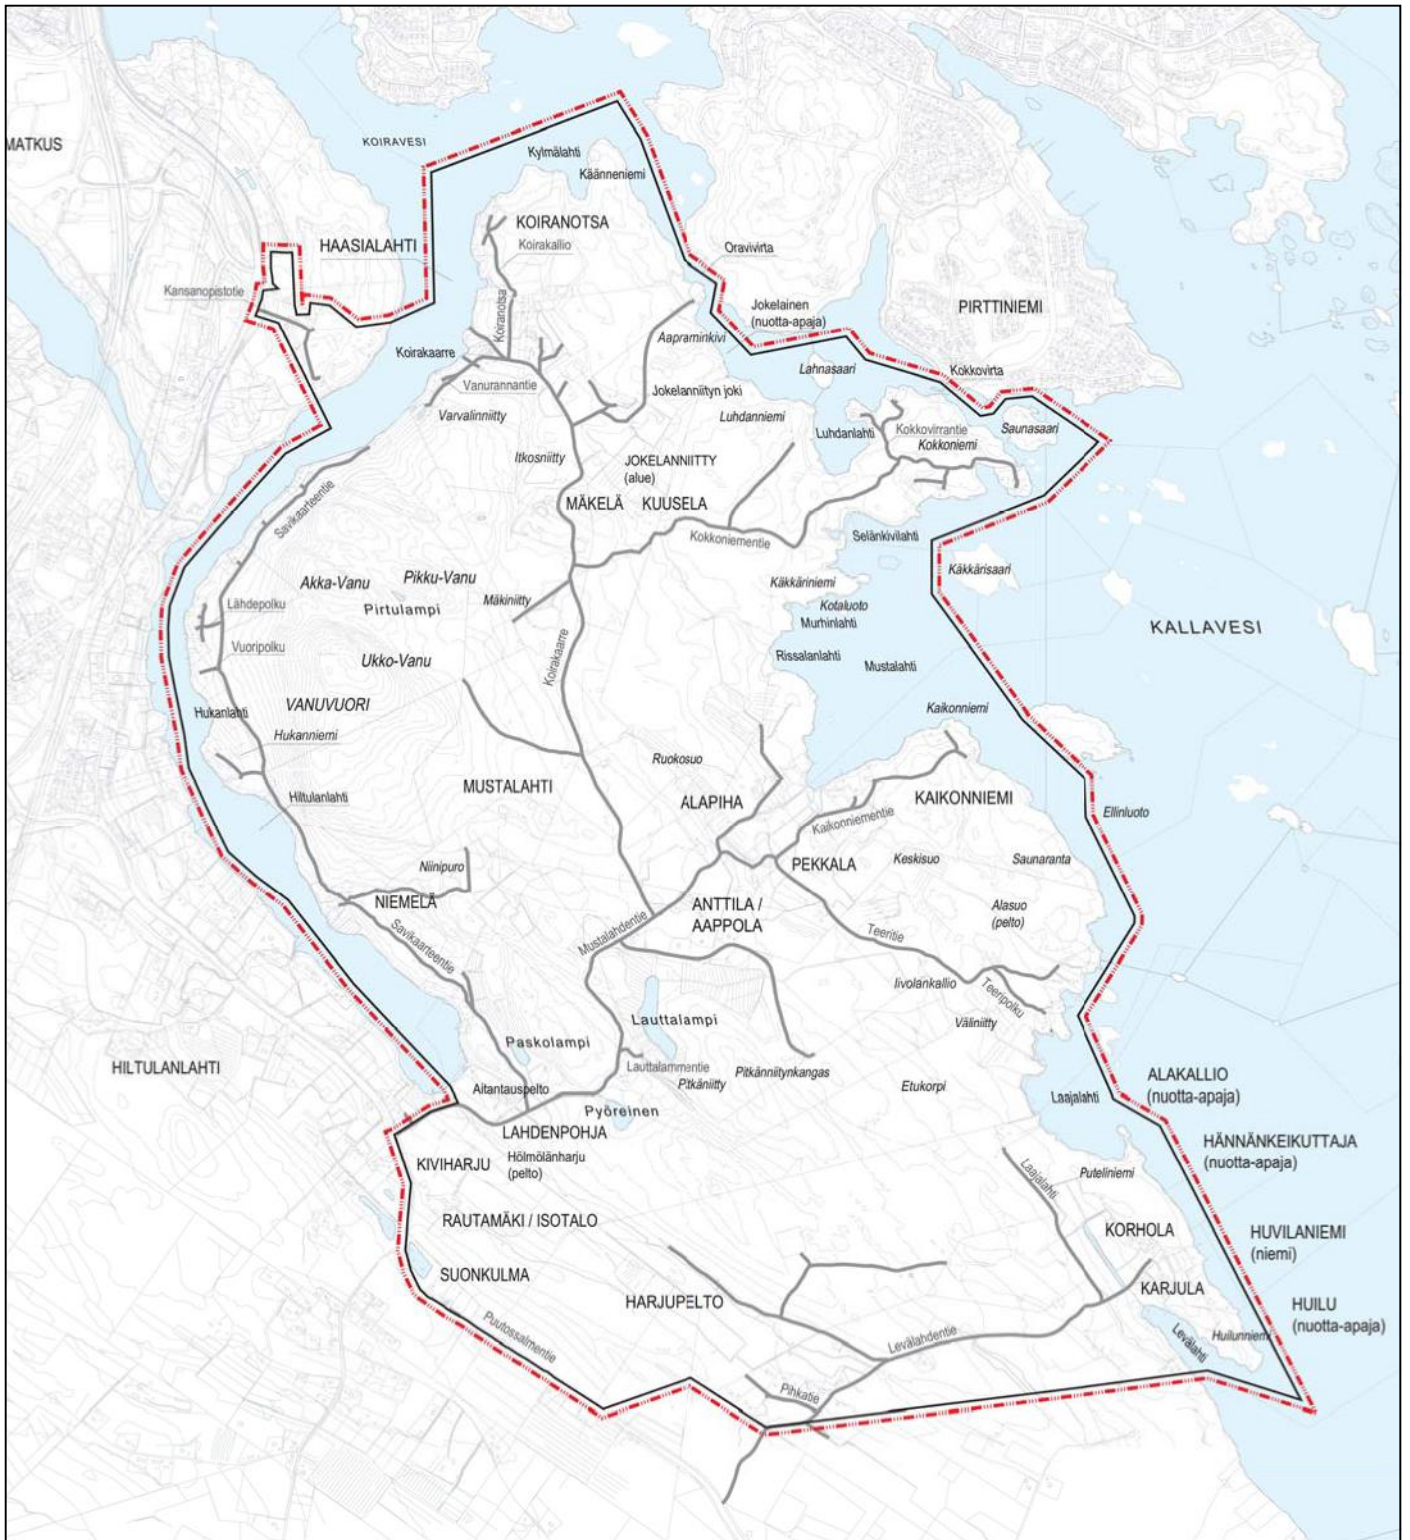 MATKUS
KOIRAVESI
Kylmälahti
Käänneniemi
KOIRANOTSA
Koirakallio
HAASIALAHTI
Oravivirta
Kansanopistotie
Jokelainen
(nuotta-apaja)
PIRTTINIEMI
Koiranotsa
Aapraminkivi
Koirakaarre
Lahnasaari
Kokkovirta
Vanurannantie
Jokelanniityn joki
Varvalinniitty
Luhdanniemi
Luhdanlahti
Kokkovirrantie
Kokkoniemi
Saunasaari
Itkosniitty
JOKELANNIITTY
(alue)
Savikaarteentie
MÄKELÄ
KUUSELA
Kokkoniementie
Selänkivilahti
Käkkärisaari
Akka-Vanu
Pikku-Vanu
Käkkäriniemi
Lähdepolku
Pirtulampi
Mäkiniitty
Kotaluoto
Murhinlahti
KALLAVESI
Vuoripolku
Ukko-Vanu
Koirakaarre
Rissalanlahti
Mustalahti
Hukanlahti
VANUVUORI
Kaikonniemi
Hukanniemi
Ruokosuo
Hiltulanlahti
MUSTALAHTI
ALAPIHA
KAIKONNIEMI
Kaikonniementie
Ellinluoto
Niinipuro
PEKKALA
Keskisuo
Saunaranta
NIEMELÄ
ANTTILA /
AAPPOLA
Alasuo
(pelto)
Savikaarteentie
Mustalahdentie
Teeritie
Iivolankallio
Teeripolku
Lauttalampi
Väliniitty
Paskolampi
HILTULANLAHTI
Lauttalammentie
Pitkäniitty
Pitkänniitynkangas
Aitantauspelto
Etukorpi
Laajalahti
ALAKALLIO
(nuotta-apaja)
Pyöreinen
LAHDENPOHJA
HÄNNÄNKEIKUTTAJA
(nuotta-apaja)
KIVIHARJU
Hölmölänharju
(pelto)
Laajalahti
Puteliniemi
RAUTAMÄKI / ISOTALO
KORHOLA
HUVILANIEMI
(niemi)
SUONKULMA
HARJUPELTO
KARJULA
HUILU
(nuotta-apaja)
Puutossalmentie
Levälahdentie
Levälahti
Huilunniemi
Pihkatie